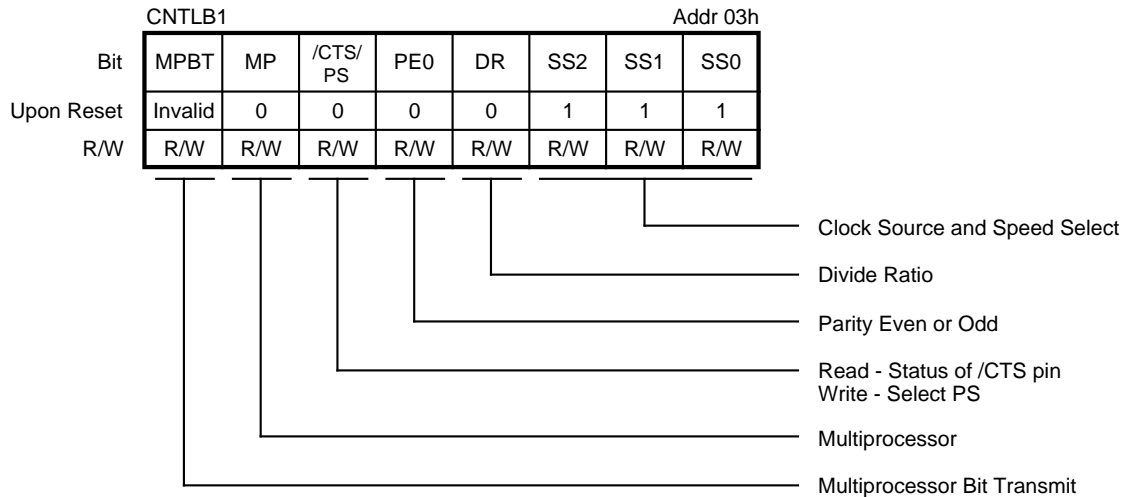 CNTLB1 Addr 03h
Bit MPBT MP /CTS/ PS PE0 DR SS2 SS1 SS0
Upon Reset Invalid 0 0 0 0 1 1 1
R/W R/W R/W R/W R/W R/W R/W R/W R/W
Clock Source and Speed Select
Divide Ratio
Parity Even or Odd
Read - Status of /CTS pin
Write - Select PS
Multiprocessor
Multiprocessor Bit Transmit